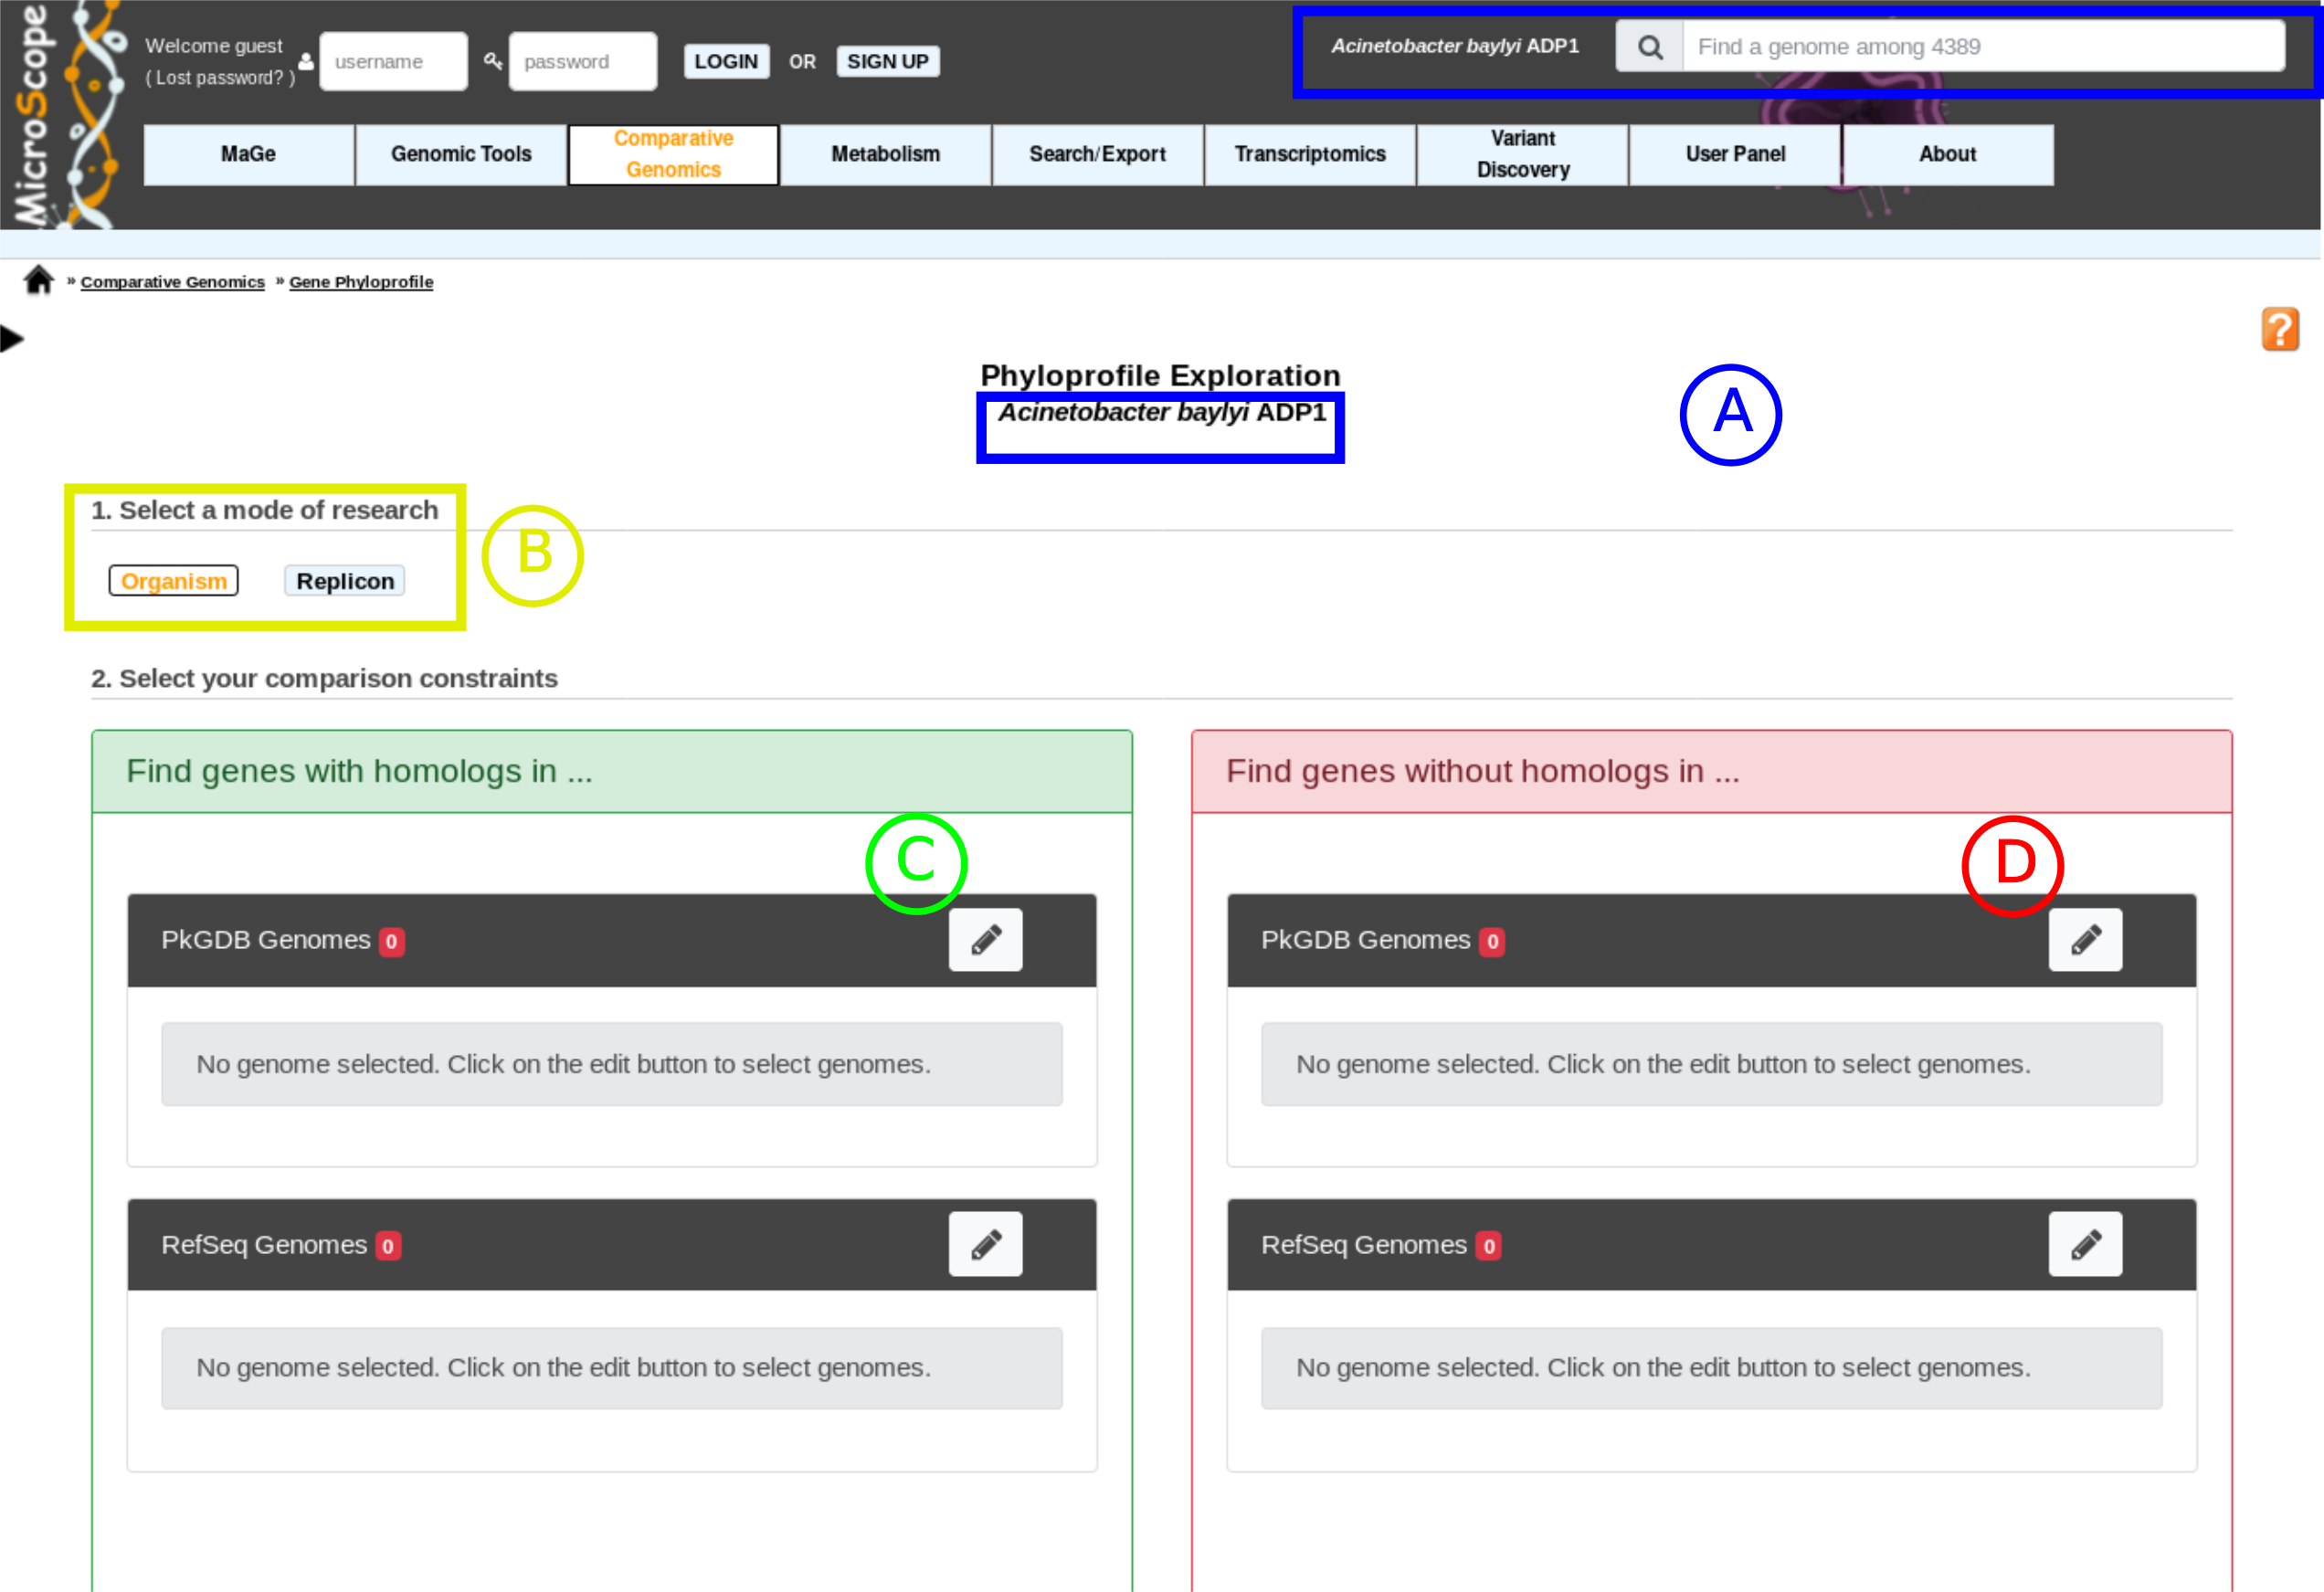 MicroScope
Welcome guest
( Lost password? )
username
password
LOGIN OR SIGN UP
Acinetobacter baylyi ADP1
Find a genome among 4389
MaGe
Genomic Tools
Comparative
Genomics
Metabolism
Search/Export
Transcriptomics
Variant
Discovery
User Panel
About
» Comparative Genomics » Gene Phyloprofile
?
Phyloprofile Exploration
Acinetobacter baylyi ADP1
A
1. Select a mode of research
Organism Replicon
B
2. Select your comparison constraints
Find genes with homologs in ...
C
PkGDB Genomes 0
No genome selected. Click on the edit button to select genomes.
RefSeq Genomes 0
No genome selected. Click on the edit button to select genomes.
Find genes without homologs in ...
D
PkGDB Genomes 0
No genome selected. Click on the edit button to select genomes.
RefSeq Genomes 0
No genome selected. Click on the edit button to select genomes.